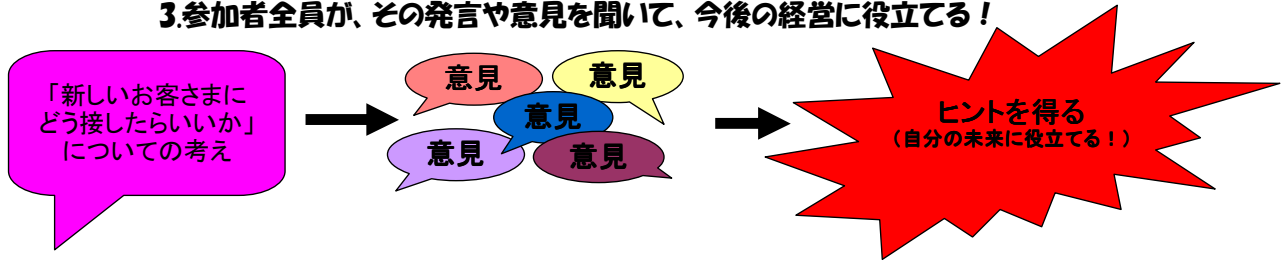 3.参加者全員が、その発言や意見を聞いて、今後の経営に役立てる！
「新しいお客さまに
どう接したらいいか」
についての考え
意見
意見
意見
意見
意見
ヒントを得る
（自分の未来に役立てる！）